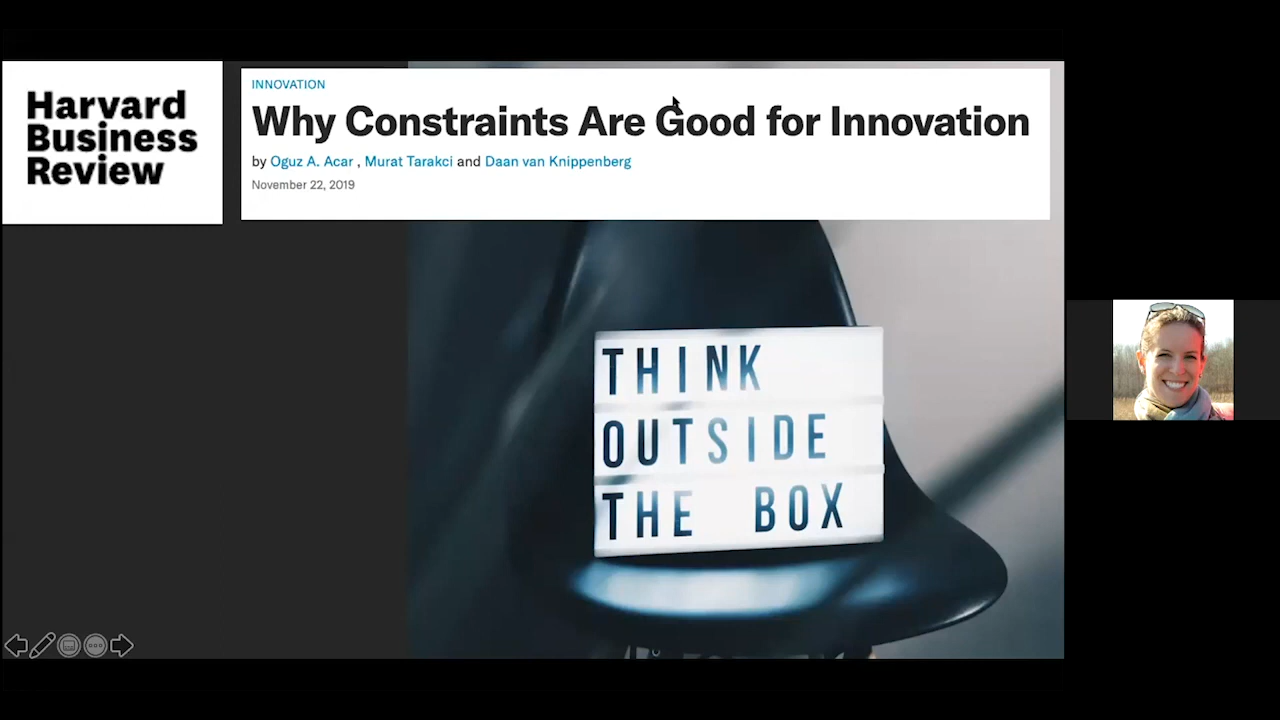 Harvard
Business
Review
INNOVATION
Why Constraints Are Good for Innovation
by Oguz A. Acar , Murat Tarakci and Daan van Knippenberg
November 22, 2019
THINK
OUTSIDE
THE BOX